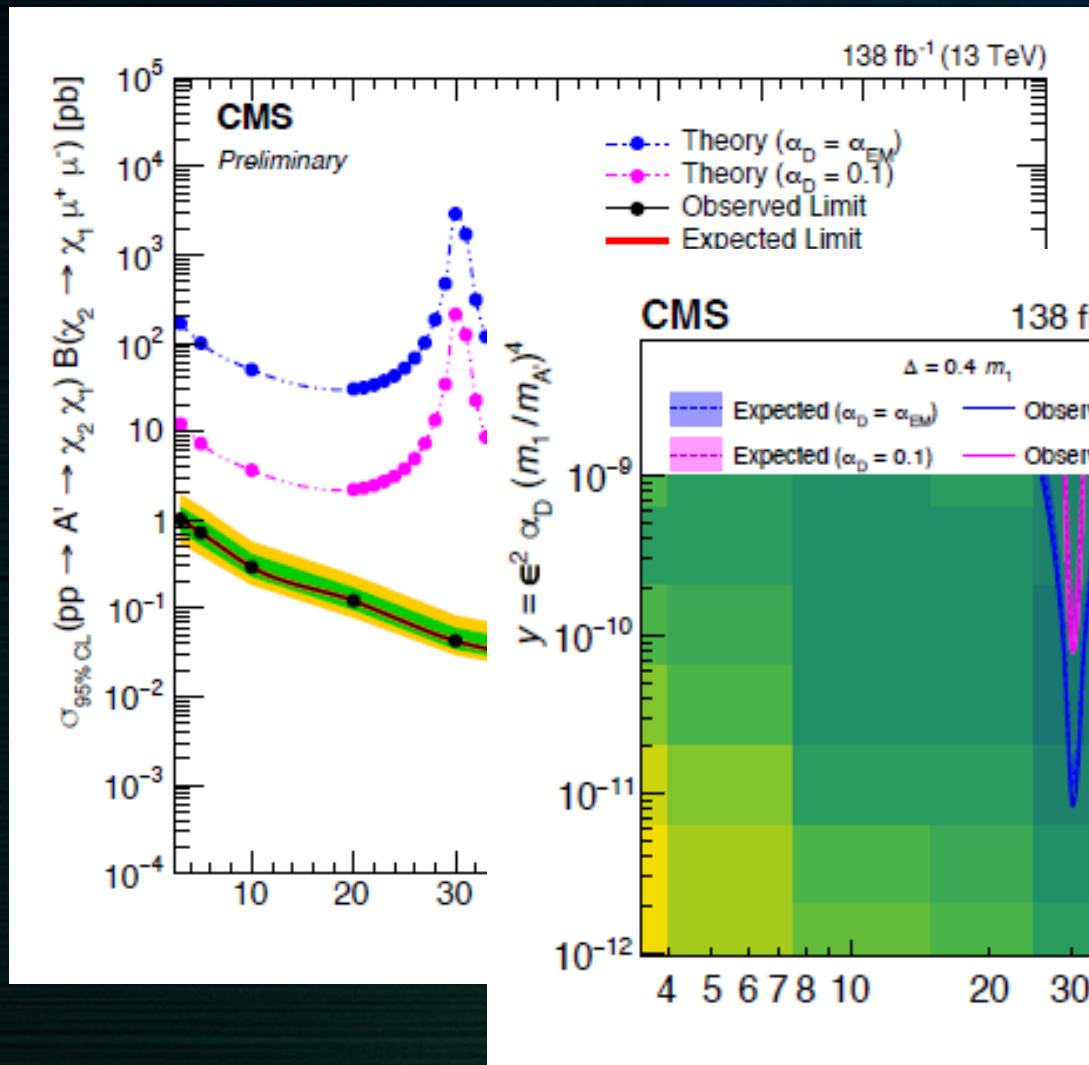 138 fb⁻¹ (13 TeV)
CMS
Preliminary
σ95% CL(pp → A' → χ₂ χ₁) B(χ₂ → χ₁ μ⁺ μ⁻) [pb]
10⁵
10⁴
10³
10²
10
1
10⁻¹
10⁻²
10⁻³
10⁻⁴
10 20 30
Theory (α_D = α_EM)
Theory (α_D = 0.1)
Observed Limit
Expected Limit
CMS 138 f
Δ = 0.4 m₁
Expected (α_D = α_EM) Obser
Expected (α_D = 0.1) Obser
y = ϵ² α_D (m₁/m_A')⁴
10⁻⁹
10⁻¹⁰
10⁻¹¹
10⁻¹²
4 5 6 7 8 10 20 30